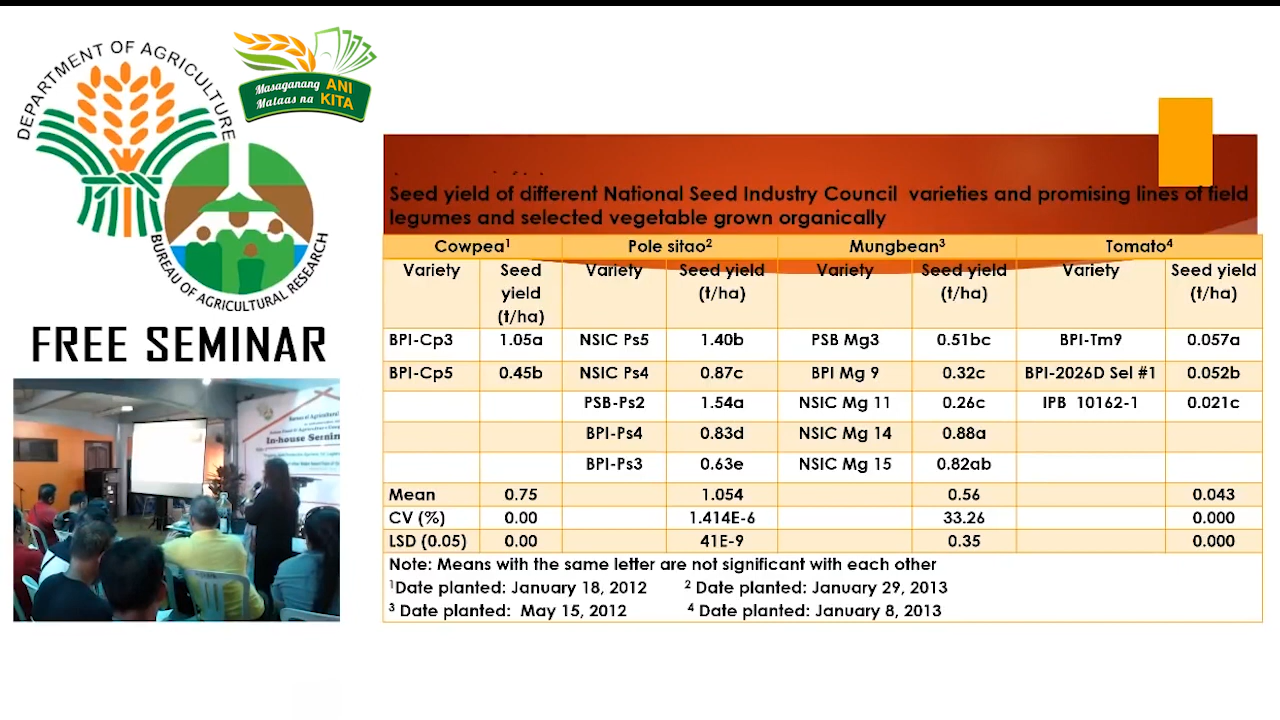 DEPARTMENT OF AGRICULTURE
Masaganang ANI
Mataas na KITA
BUREAU OF AGRICULTURAL RESEARCH
FREE SEMINAR
Bureau of Agricultural
In-house Semin
Seed yield of different National Seed Industry Council varieties and promising lines of field
legumes and selected vegetable grown organically
Cowpea¹ Pole sitao² Mungbean³ Tomato⁴
Variety Seed yield (t/ha) Variety Seed yield (t/ha) Variety Seed yield (t/ha) Variety Seed yield (t/ha)
BPI-Cp3 1.05a NSIC Ps5 1.40b PSB Mg3 0.51bc BPI-Tm9 0.057a
BPI-Cp5 0.45b NSIC Ps4 0.87c BPI Mg 9 0.32c BPI-2026D Sel #1 0.052b
PSB-Ps2 1.54a NSIC Mg 11 0.26c IPB 10162-1 0.021c
BPI-Ps4 0.83d NSIC Mg 14 0.88a
BPI-Ps3 0.63e NSIC Mg 15 0.82ab
Mean 0.75 1.054 0.56 0.043
CV (%) 0.00 1.414E-6 33.26 0.000
LSD (0.05) 0.00 41E-9 0.35 0.000
Note: Means with the same letter are not significant with each other
¹Date planted: January 18, 2012 ² Date planted: January 29, 2013
³ Date planted: May 15, 2012 ⁴ Date planted: January 8, 2013